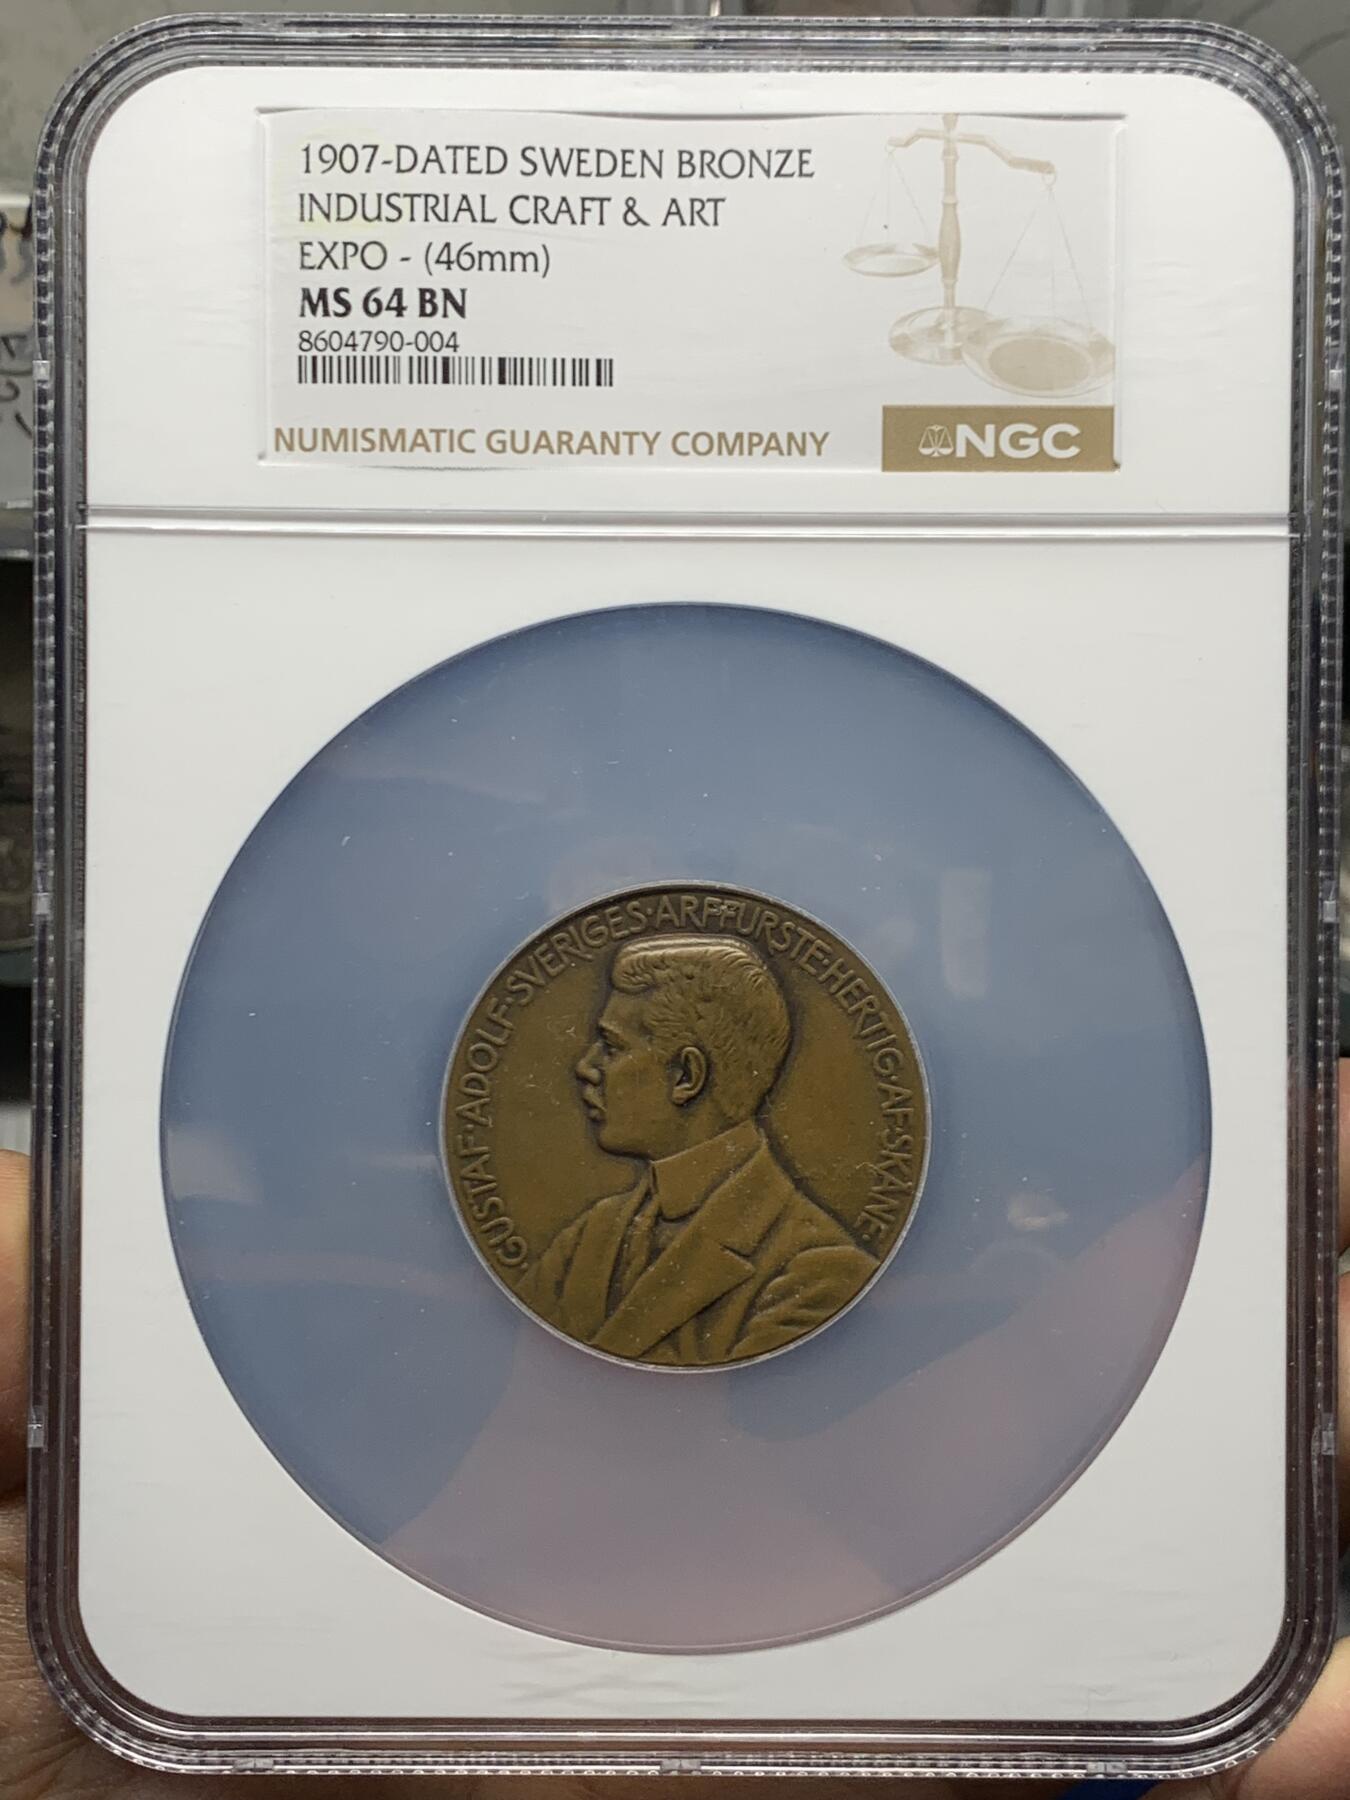 1907-DATED SWEDEN BRONZE
INDUSTRIAL CRAFT & ART
EXPO - (46mm)
MS 64 BN
8604790-004
NUMISMATIC GUARANTY COMPANY
NGC
·GUSTAF·ADOLF·SVERIGES·ARFFURSTE·HERTIG·AF·SKÅNE·